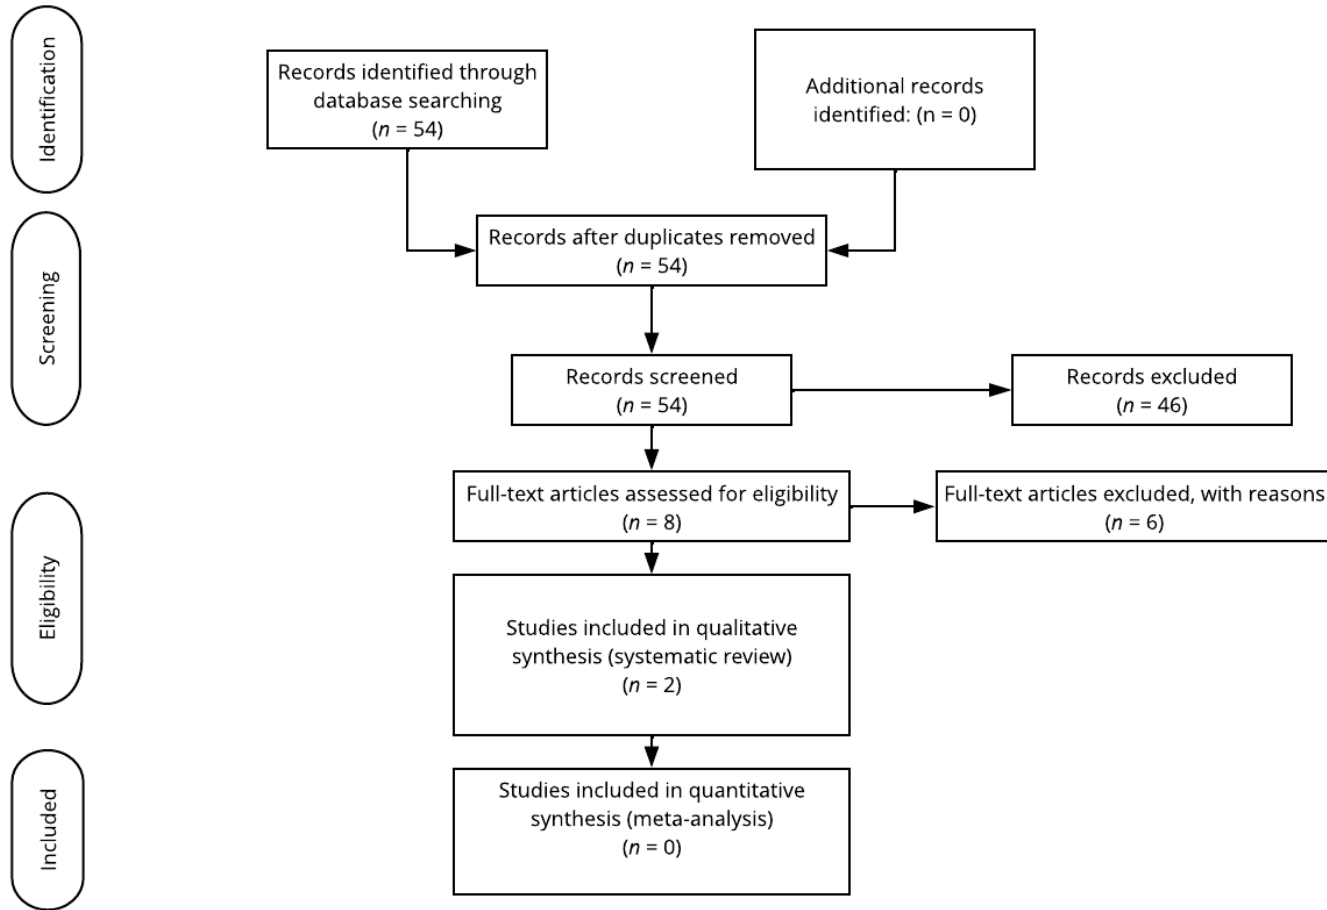 Identification
Records identified through
database searching
(n = 54)
Additional records
identified: (n = 0)
Screening
Records after duplicates removed
(n = 54)
Records screened
(n = 54)
Records excluded
(n = 46)
Eligibility
Full-text articles assessed for eligibility
(n = 8)
Full-text articles excluded, with reasons
(n = 6)
Studies included in qualitative
synthesis (systematic review)
(n = 2)
Included
Studies included in quantitative
synthesis (meta-analysis)
(n = 0)